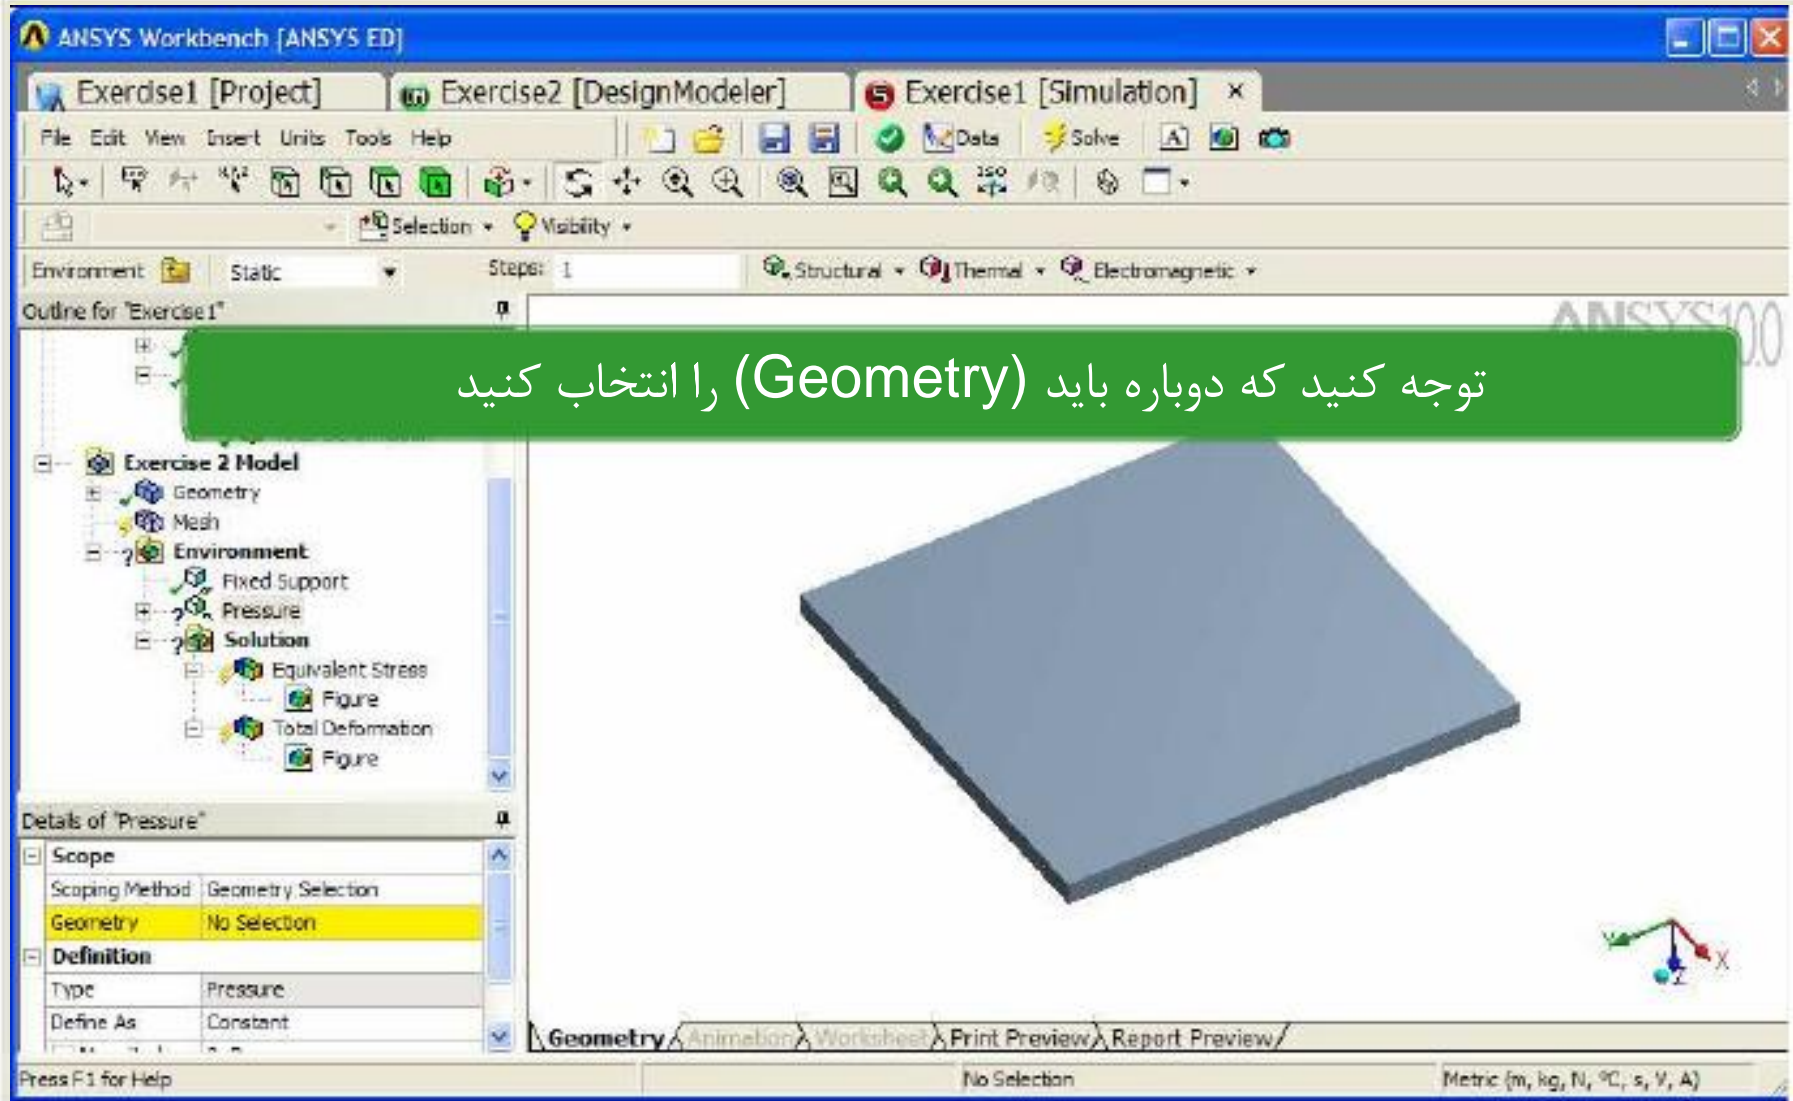 ANSYS Workbench [ANSYS ED]
Exercise1 [Project]
Exercise2 [DesignModeler]
Exercise1 [Simulation] ×
File Edit View Insert Units Tools Help
Data
Solve
Selection
Visibility
Environment
Static
Steps: 1
Structural
Thermal
Electromagnetic
Outline for "Exercise1"
ANSYS10.0
توجه کنید که دوباره باید (Geometry) را انتخاب کنید
Exercise 2 Model
Geometry
Mesh
Environment
Fixed Support
Pressure
Solution
Equivalent Stress
Figure
Total Deformation
Figure
Details of "Pressure"
Scope
Scoping Method Geometry Selection
Geometry No Selection
Definition
Type Pressure
Define As Constant
Y
X
Z
Geometry Animation Worksheet Print Preview Report Preview
Press F1 for Help
No Selection
Metric (m, kg, N, ºC, s, V, A)